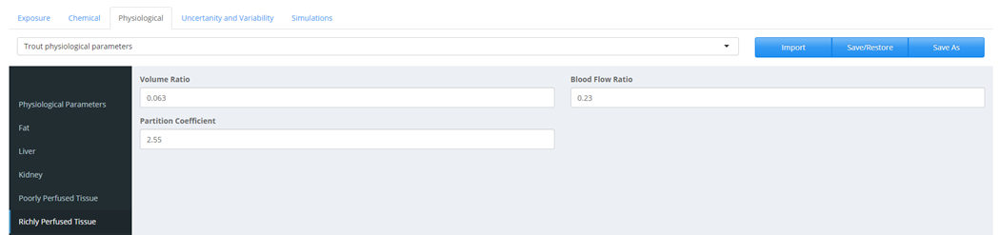 Exposure Chemical Physiological Uncertainty and Variability Simulations
Trout physiological parameters Import Save/Restore Save As
Volume Ratio Blood Flow Ratio
0.063 0.23
Physiological Parameters
Partition Coefficient
Fat
2.55
Liver
Kidney
Poorly Perfused Tissue
Richly Perfused Tissue